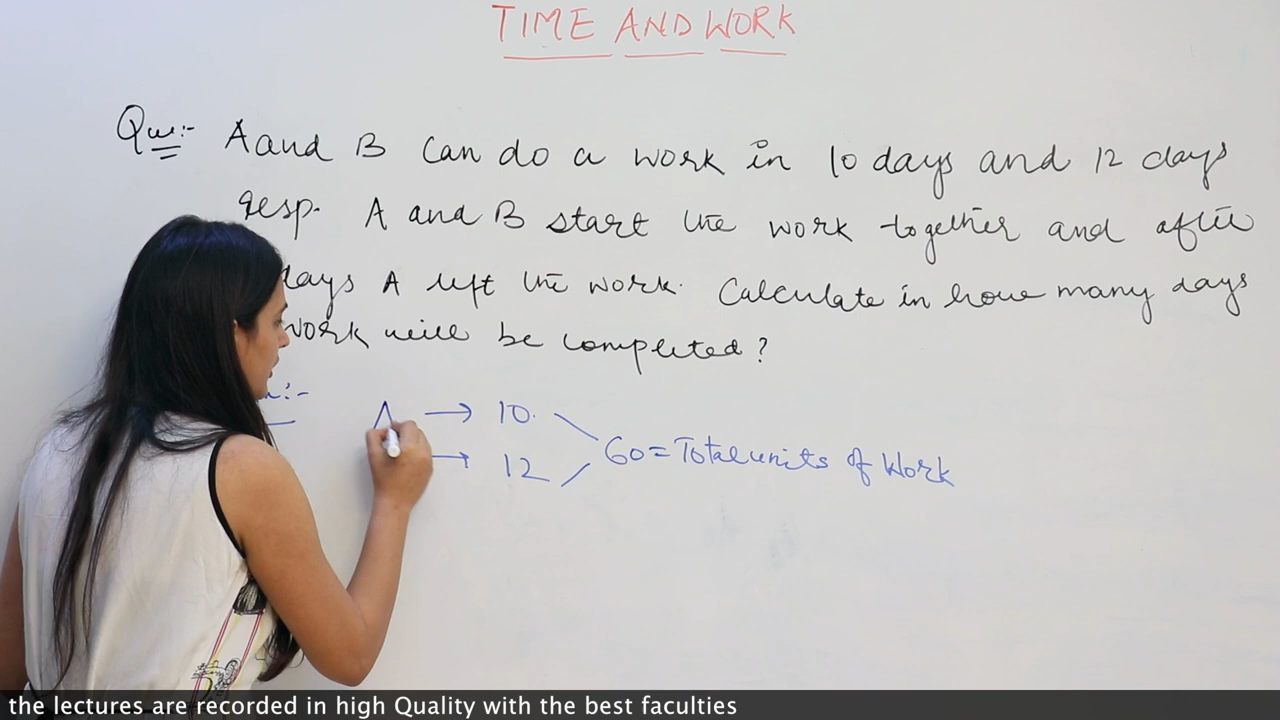 TIME AND WORK
Que:- A and B can do a work in 10 days and 12 days
resp. A and B start the work together and after
days A left the work. Calculate in how many days
work will be completed?
n:-
A → 10.
→ 12
60 = Total units of Work
the lectures are recorded in high Quality with the best faculties